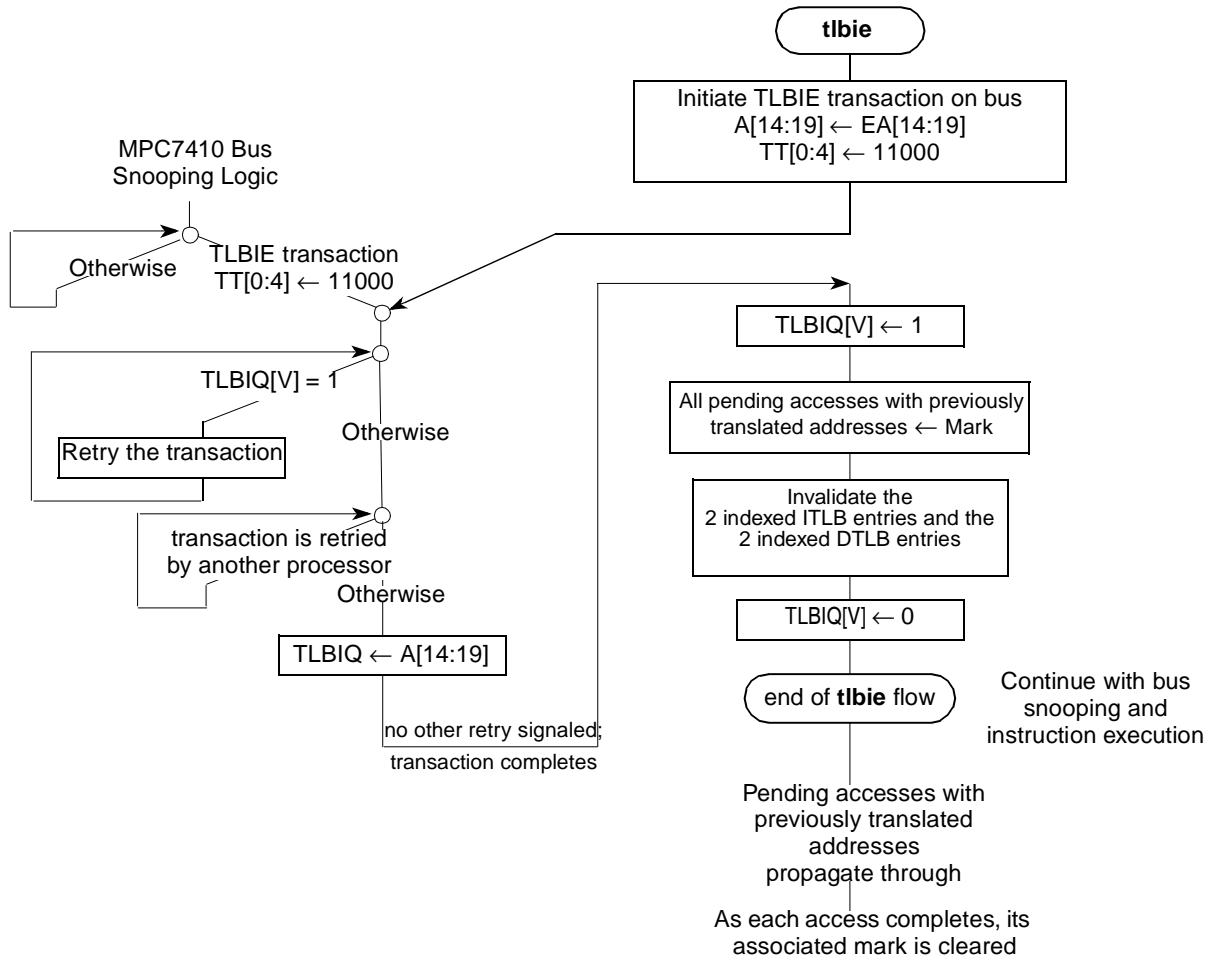 tlbie
Initiate TLBIE transaction on bus
A[14:19] ← EA[14:19]
TT[0:4] ← 11000
MPC7410 Bus
Snooping Logic
Otherwise
TLBIE transaction
TT[0:4] ← 11000
TLBIQ[V] = 1
Retry the transaction
Otherwise
transaction is retried
by another processor
Otherwise
TLBIQ ← A[14:19]
no other retry signaled;
transaction completes
TLBIQ[V] ← 1
All pending accesses with previously
translated addresses ← Mark
Invalidate the
2 indexed ITLB entries and the
2 indexed DTLB entries
TLBIQ[V] ← 0
end of tlbie flow
Continue with bus
snooping and
instruction execution
Pending accesses with
previously translated
addresses
propagate through
As each access completes, its
associated mark is cleared